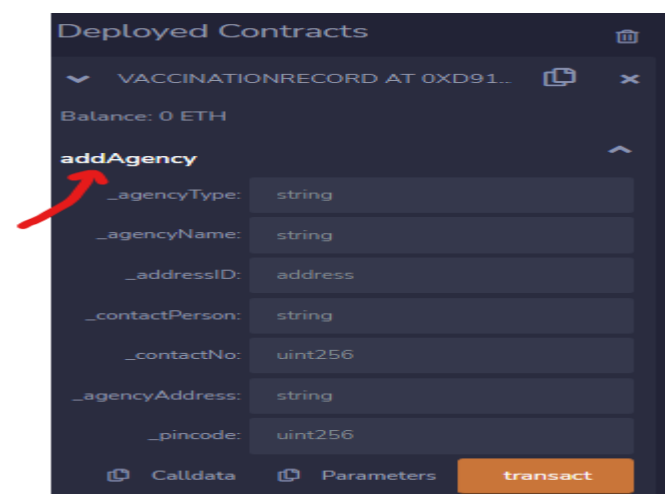 Deployed Contracts
VACCINATIONRECORD AT 0XD91...
Balance: 0 ETH
addAgency
_agencyType: string
_agencyName: string
_addressID: address
_contactPerson: string
_contactNo: uint256
_agencyAddress: string
_pincode: uint256
Calldata Parameters transact